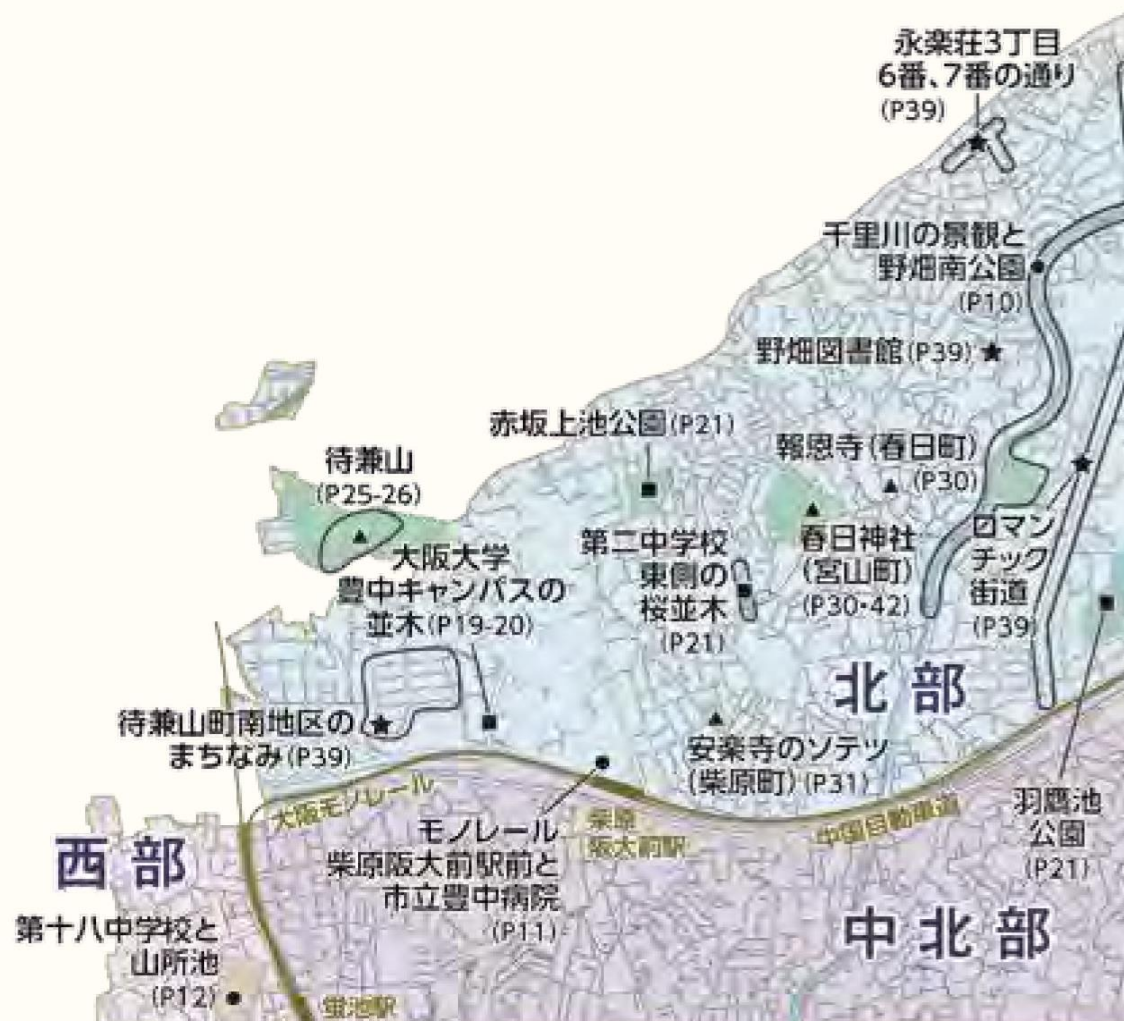 永楽荘3丁目
6番、7番の通り
(P39)
千里川の景観と
野畑南公園
(P10)
野畑図書館(P39)
赤坂上池公園(P21)
報恩寺(春日町)
(P30)
待兼山
(P25-26)
大阪大学
豊中キャンパスの
並木(P19-20)
第二中学校
東側の
桜並木
(P21)
春日神社
(宮山町)
(P30・42)
ロマン
チック
街道
(P39)
北部
待兼山町南地区の
まちなみ(P39)
安楽寺のソテツ
(柴原町)(P31)
大阪モノレール
柴原
阪大前駅
中国自動車道
羽鷹池
公園
(P21)
モノレール
柴原阪大前駅前と
市立豊中病院
(P11)
西部
中北部
第十八中学校と
山所池
(P12)
蛍池駅